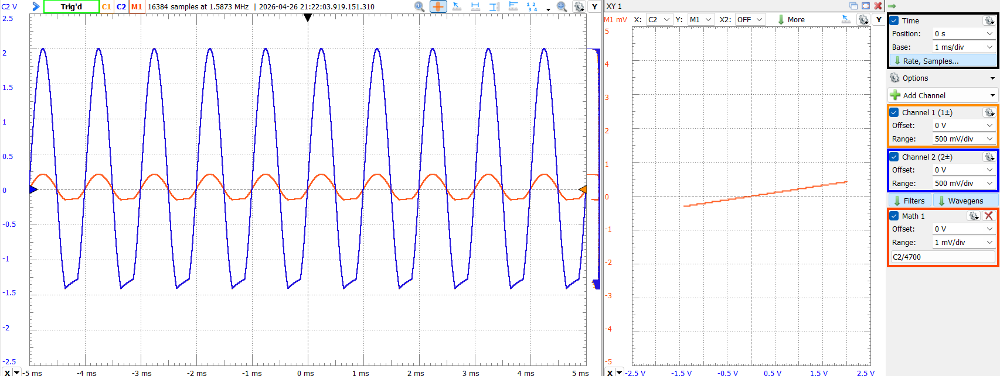 C2 V Trig'd C1 C2 M1 16384 samples at 1.5873 MHz | 2026-04-26 21:22:03.919.151.310 Y
2.5
2
1.5
1
0.5
0
-0.5
-1
-1.5
-2
-2.5
X -5 ms -4 ms -3 ms -2 ms -1 ms 0 ms 1 ms 2 ms 3 ms 4 ms 5 ms
XY 1
M1 mV X: C2 Y: M1 X2: OFF More Y
5
4
3
2
1
0
-1
-2
-3
-4
-5
X -2.5 V -1.5 V -0.5 V 0.5 V 1.5 V 2.5 V
Time
Position: 0 s
Base: 1 ms/div
Rate, Samples...
Options
Add Channel
Channel 1 (1±)
Offset: 0 V
Range: 500 mV/div
Channel 2 (2±)
Offset: 0 V
Range: 500 mV/div
Filters Wavegens
Math 1
Offset: 0 V
Range: 1 mV/div
C2/4700